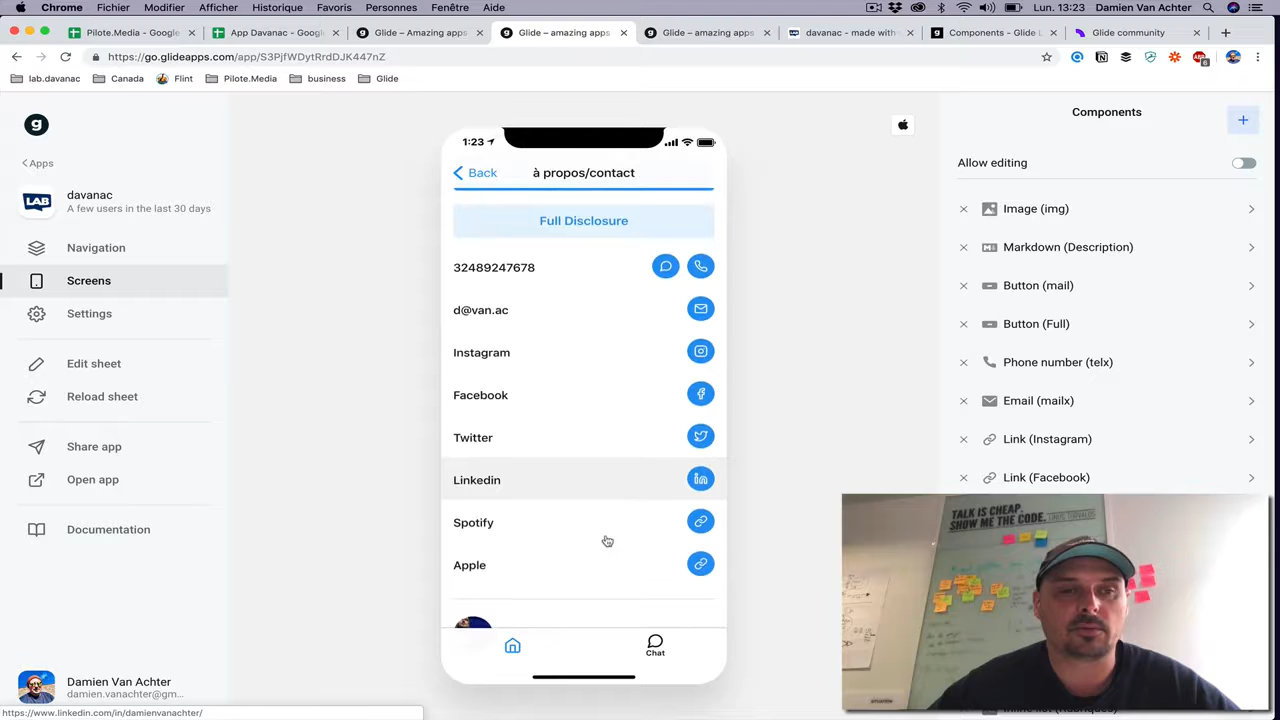 Chrome Fichier Modifier Afficher Historique Favoris Personnes Fenêtre Aide
Lun. 13:23 Damien Van Achter
Pilote.Media - Google
App Davanac - Google
Glide – Amazing apps
Glide – amazing apps
Glide – amazing apps
davanac - made with
Components - Glide L
Glide community
https://go.glideapps.com/app/S3PjfWDytRrdDJK447nZ
6
lab.davanac
Canada
Flint
Pilote.Media
business
Glide
g
Apps
LAB
davanac
A few users in the last 30 days
Navigation
Screens
Settings
Edit sheet
Reload sheet
Share app
Open app
Documentation
Damien Van Achter
damien.vanachter@gm...
https://www.linkedin.com/in/damienvanachter/
1:23
Back
à propos/contact
Full Disclosure
32489247678
d@van.ac
Instagram
Facebook
Twitter
Linkedin
Spotify
Apple
Chat
Components
Allow editing
Image (img)
Markdown (Description)
Button (mail)
Button (Full)
Phone number (telx)
Email (mailx)
Link (Instagram)
Link (Facebook)
TALK IS CHEAP.
SHOW ME THE CODE.